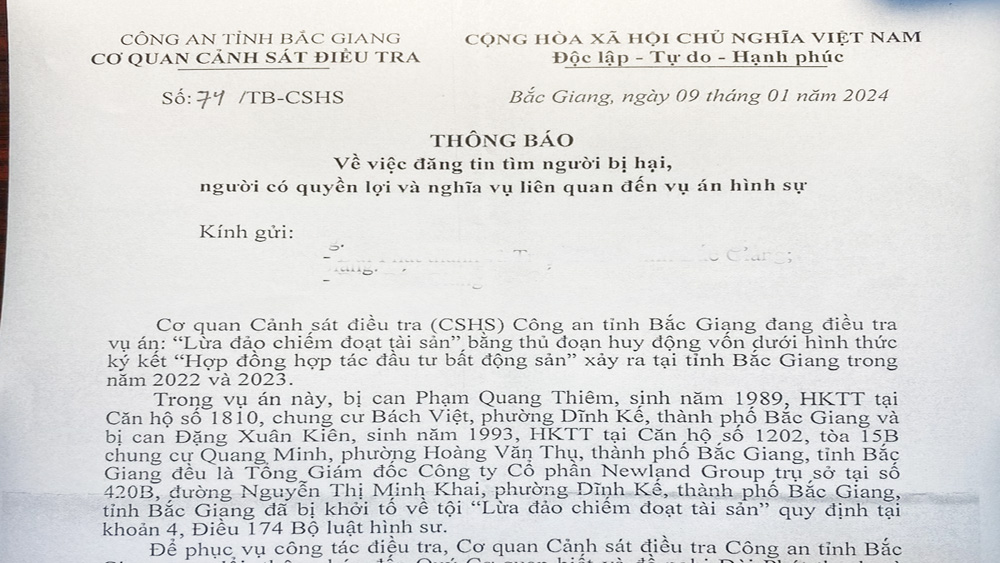 CÔNG AN TỈNH BẮC GIANG
CƠ QUAN CẢNH SÁT ĐIỀU TRA
Số: 74 /TB-CSHS
CỘNG HÒA XÃ HỘI CHỦ NGHĨA VIỆT NAM
Độc lập - Tự do - Hạnh phúc
Bắc Giang, ngày 09 tháng 01 năm 2024
THÔNG BÁO
Về việc đăng tin tìm người bị hại,
người có quyền lợi và nghĩa vụ liên quan đến vụ án hình sự
Kính gửi:
Cơ quan Cảnh sát điều tra (CSHS) Công an tỉnh Bắc Giang đang điều tra
vụ án: “Lừa đảo chiếm đoạt tài sản” bằng thủ đoạn huy động vốn dưới hình thức
ký kết “Hợp đồng hợp tác đầu tư bất động sản” xảy ra tại tỉnh Bắc Giang trong
năm 2022 và 2023.
Trong vụ án này, bị can Phạm Quang Thiêm, sinh năm 1989, HKTT tại
Căn hộ số 1810, chung cư Bách Việt, phường Dĩnh Kế, thành phố Bắc Giang và
bị can Đặng Xuân Kiên, sinh năm 1993, HKTT tại Căn hộ số 1202, tòa 15B
chung cư Quang Minh, phường Hoàng Văn Thụ, thành phố Bắc Giang, tỉnh Bắc
Giang đều là Tổng Giám đốc Công ty Cổ phần Newland Group trụ sở tại số
420B, đường Nguyễn Thị Minh Khai, phường Dĩnh Kế, thành phố Bắc Giang,
tỉnh Bắc Giang đã bị khởi tố về tội “Lừa đảo chiếm đoạt tài sản” quy định tại
khoản 4, Điều 174 Bộ luật hình sư.
Để phục vụ công tác điều tra, Cơ quan Cảnh sát điều tra Công an tỉnh Bắc